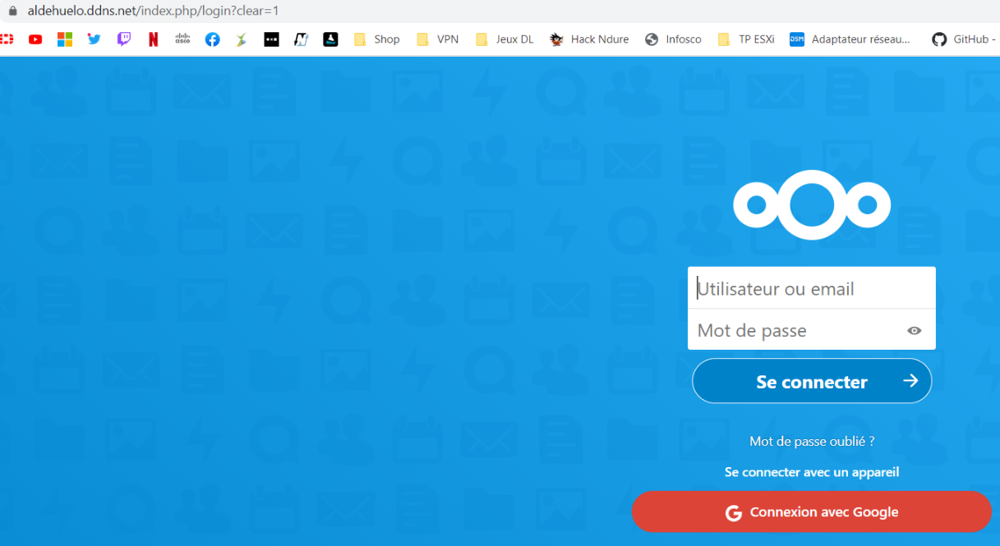 aldehuelo.ddns.net/index.php/login?clear=1
Shop VPN Jeux DL Hack Ndure Infosco TP ESXi DSM Adaptateur réseau... GitHub -
Utilisateur ou email
Mot de passe
Se connecter
Mot de passe oublié ?
Se connecter avec un appareil
G Connexion avec Google